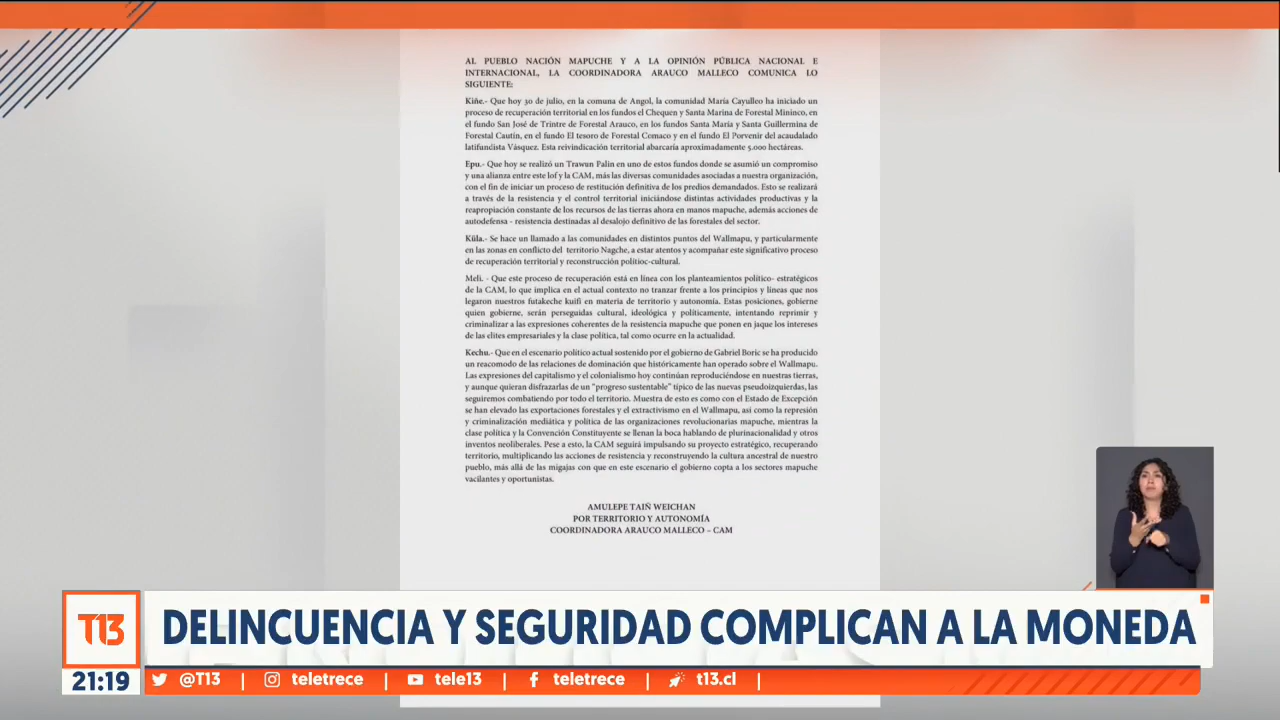 AL PUEBLO NACIÓN MAPUCHE Y A LA OPINIÓN PÚBLICA NACIONAL E
INTERNACIONAL, LA COORDINADORA ARAUCO MALLECO COMUNICA LO
SIGUIENTE:
Kiñe.- Que hoy 30 de julio, en la comuna de Angol, la comunidad María Cayulleo ha iniciado un
proceso de recuperación territorial en los fundos el Chequen y Santa Marina de Forestal Mininco, en
el fundo San José de Trintre de Forestal Arauco, en los fundos Santa María y Santa Guillermina de
Forestal Cautín, en el fundo El tesoro de Forestal Comaco y en el fundo El Porvenir del acaudalado
latifundista Vásquez. Esta reivindicación territorial abarcaría aproximadamente 5.000 hectáreas.
Epu.- Que hoy se realizó un Trawun Palin en uno de estos fundos donde se asumió un compromiso
y una alianza entre este lof y la CAM, más las diversas comunidades asociadas a nuestra organización,
con el fin de iniciar un proceso de restitución definitiva de los predios demandados. Esto se realizará
a través de la resistencia y el control territorial iniciándose distintas actividades productivas y la
reapropiación constante de los recursos de las tierras ahora en manos mapuche, además acciones de
autodefensa - resistencia destinadas al desalojo definitivo de las forestales del sector.
Küla.- Se hace un llamado a las comunidades en distintos puntos del Wallmapu, y particularmente
en las zonas en conflicto del territorio Nagche, a estar atentos y acompañar este significativo proceso
de recuperación territorial y reconstrucción polítioc-cultural.
Meli. - Que este proceso de recuperación está en línea con los planteamientos político- estratégicos
de la CAM, lo que implica en el actual contexto no tranzar frente a los principios y líneas que nos
legaron nuestros futakeche kuifi en materia de territorio y autonomía. Estas posiciones, gobierne
quien gobierne, serán perseguidas cultural, ideológica y políticamente, intentando reprimir y
criminalizar a las expresiones coherentes de la resistencia mapuche que ponen en jaque los intereses
de las elites empresariales y la clase política, tal como ocurre en la actualidad.
Kechu.- Que en el escenario político actual sostenido por el gobierno de Gabriel Boric se ha producido
un reacomodo de las relaciones de dominación que históricamente han operado sobre el Wallmapu.
Las expresiones del capitalismo y el colonialismo hoy continúan reproduciéndose en nuestras tierras,
y aunque quieran disfrazarlas de un "progreso sustentable" típico de las nuevas pseudoizquierdas, las
seguiremos combatiendo por todo el territorio. Muestra de esto es como con el Estado de Excepción
se han elevado las exportaciones forestales y el extractivismo en el Wallmapu, así como la represión
y criminalización mediática y política de las organizaciones revolucionarias mapuche, mientras la
clase política y la Convención Constituyente se llenan la boca hablando de plurinacionalidad y otros
inventos neoliberales. Pese a esto, la CAM seguirá impulsando su proyecto estratégico, recuperando
territorio, multiplicando las acciones de resistencia y reconstruyendo la cultura ancestral de nuestro
pueblo, más allá de las migajas con que en este escenario el gobierno copta a los sectores mapuche
vacilantes y oportunistas.
AMULEPE TAIÑ WEICHAN
POR TERRITORIO Y AUTONOMÍA
COORDINADORA ARAUCO MALLECO – CAM
T13
DELINCUENCIA Y SEGURIDAD COMPLICAN A LA MONEDA
21:19
@T13 | teletrece | tele13 | teletrece | t13.cl |